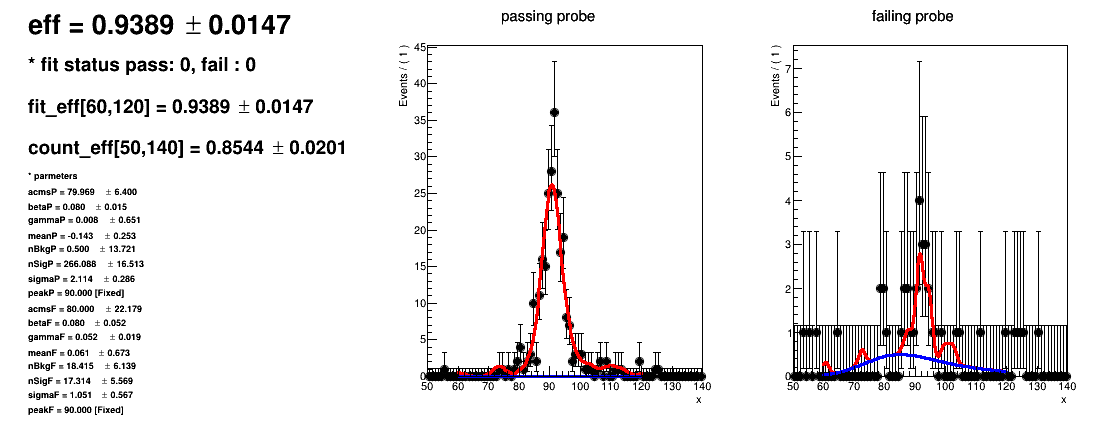 eff = 0.9389 ± 0.0147
* fit status pass: 0, fail : 0
fit_eff[60,120] = 0.9389 ± 0.0147
count_eff[50,140] = 0.8544 ± 0.0201
* parmeters
acmsP = 79.969 ± 6.400
betaP = 0.080 ± 0.015
gammaP = 0.008 ± 0.651
meanP = -0.143 ± 0.253
nBkgP = 0.500 ± 13.721
nSigP = 266.088 ± 16.513
sigmaP = 2.114 ± 0.286
peakP = 90.000 [Fixed]
acmsF = 80.000 ± 22.179
betaF = 0.080 ± 0.052
gammaF = 0.052 ± 0.019
meanF = 0.061 ± 0.673
nBkgF = 18.415 ± 6.139
nSigF = 17.314 ± 5.569
sigmaF = 1.051 ± 0.567
peakF = 90.000 [Fixed]
passing probe
Events / ( 1 )
45
40
35
30
25
20
15
10
5
0
50 60 70 80 90 100 110 120 130 140
x
failing probe
Events / ( 1 )
7
6
5
4
3
2
1
0
50 60 70 80 90 100 110 120 130 140
x